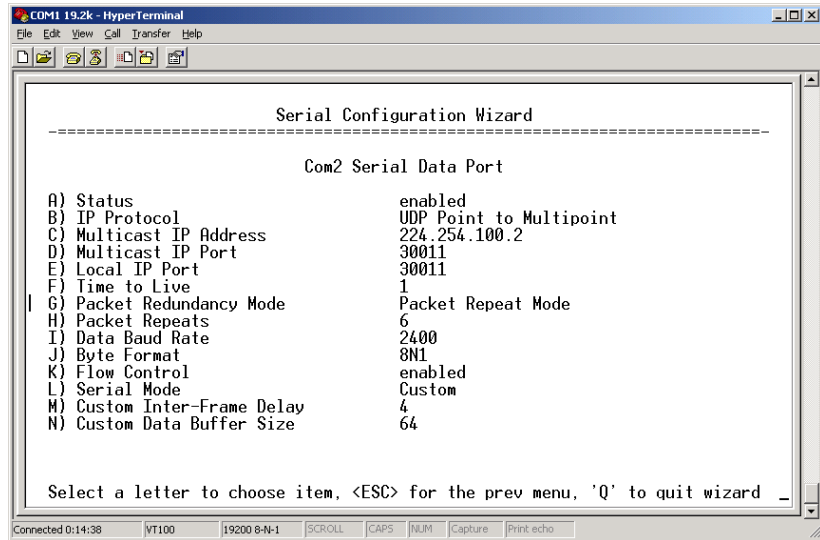 COM1 19.2k - HyperTerminal
File Edit View Call Transfer Help
Serial Configuration Wizard
-==========================================================================-
Com2 Serial Data Port
A) Status enabled
B) IP Protocol UDP Point to Multipoint
C) Multicast IP Address 224.254.100.2
D) Multicast IP Port 30011
E) Local IP Port 30011
F) Time to Live 1
| G) Packet Redundancy Mode Packet Repeat Mode
H) Packet Repeats 6
I) Data Baud Rate 2400
J) Byte Format 8N1
K) Flow Control enabled
L) Serial Mode Custom
M) Custom Inter-Frame Delay 4
N) Custom Data Buffer Size 64
Select a letter to choose item, <ESC> for the prev menu, 'Q' to quit wizard _
Connected 0:14:38 VT100 19200 8-N-1 SCROLL CAPS NUM Capture Print echo